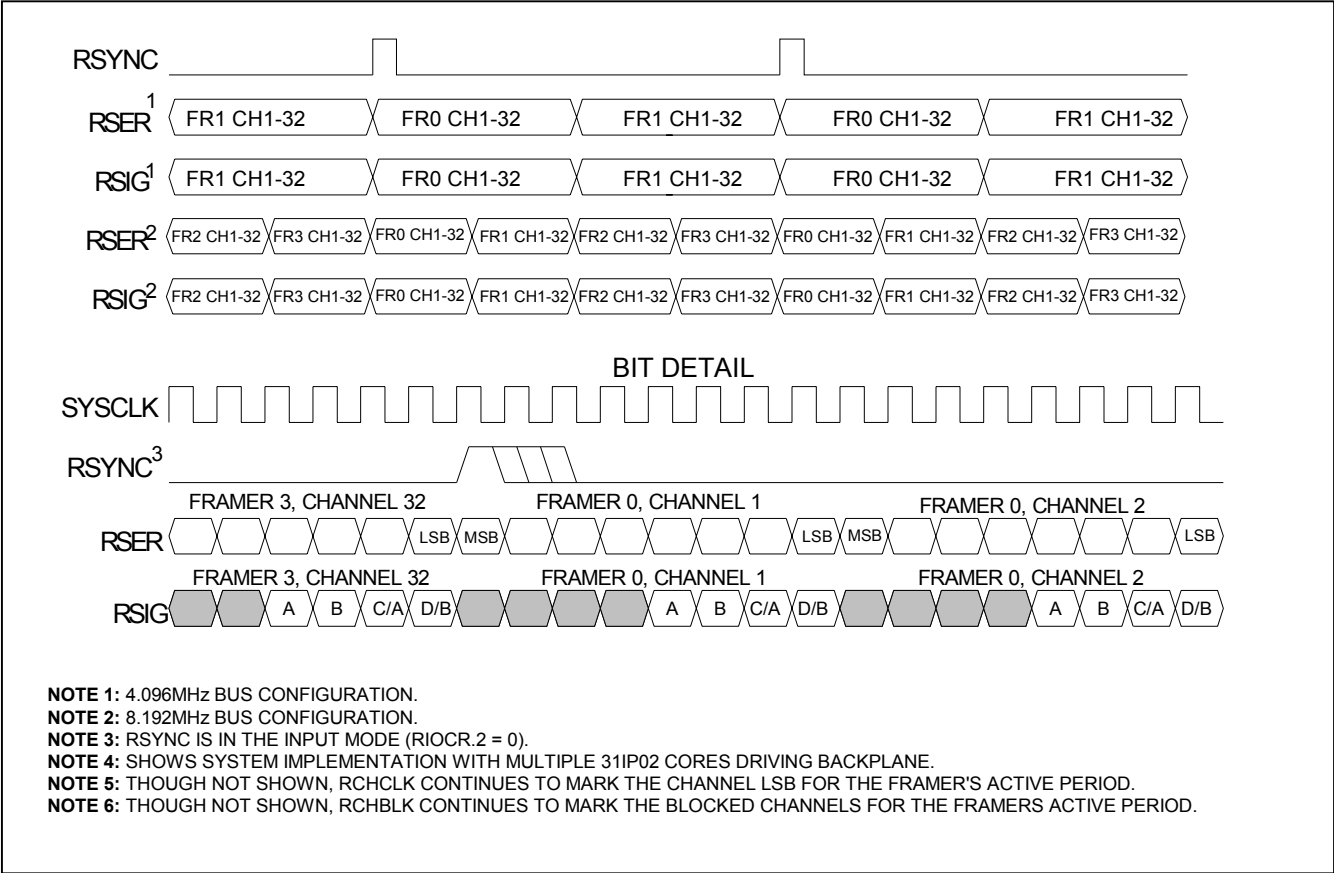 RSYNC
RSER1 FR1 CH1-32 FR0 CH1-32 FR1 CH1-32 FR0 CH1-32 FR1 CH1-32
RSIG1 FR1 CH1-32 FR0 CH1-32 FR1 CH1-32 FR0 CH1-32 FR1 CH1-32
RSER2 FR2 CH1-32 FR3 CH1-32 FR0 CH1-32 FR1 CH1-32 FR2 CH1-32 FR3 CH1-32 FR0 CH1-32 FR1 CH1-32 FR2 CH1-32 FR3 CH1-32
RSIG2 FR2 CH1-32 FR3 CH1-32 FR0 CH1-32 FR1 CH1-32 FR2 CH1-32 FR3 CH1-32 FR0 CH1-32 FR1 CH1-32 FR2 CH1-32 FR3 CH1-32
BIT DETAIL
SYSCLK
RSYNC3
FRAMER 3, CHANNEL 32 FRAMER 0, CHANNEL 1 FRAMER 0, CHANNEL 2
RSER LSB MSB LSB MSB LSB
FRAMER 3, CHANNEL 32 FRAMER 0, CHANNEL 1 FRAMER 0, CHANNEL 2
RSIG A B C/A D/B A B C/A D/B A B C/A D/B
NOTE 1: 4.096MHz BUS CONFIGURATION.
NOTE 2: 8.192MHz BUS CONFIGURATION.
NOTE 3: RSYNC IS IN THE INPUT MODE (RIOCR.2 = 0).
NOTE 4: SHOWS SYSTEM IMPLEMENTATION WITH MULTIPLE 31IP02 CORES DRIVING BACKPLANE.
NOTE 5: THOUGH NOT SHOWN, RCHCLK CONTINUES TO MARK THE CHANNEL LSB FOR THE FRAMER'S ACTIVE PERIOD.
NOTE 6: THOUGH NOT SHOWN, RCHBLK CONTINUES TO MARK THE BLOCKED CHANNELS FOR THE FRAMERS ACTIVE PERIOD.